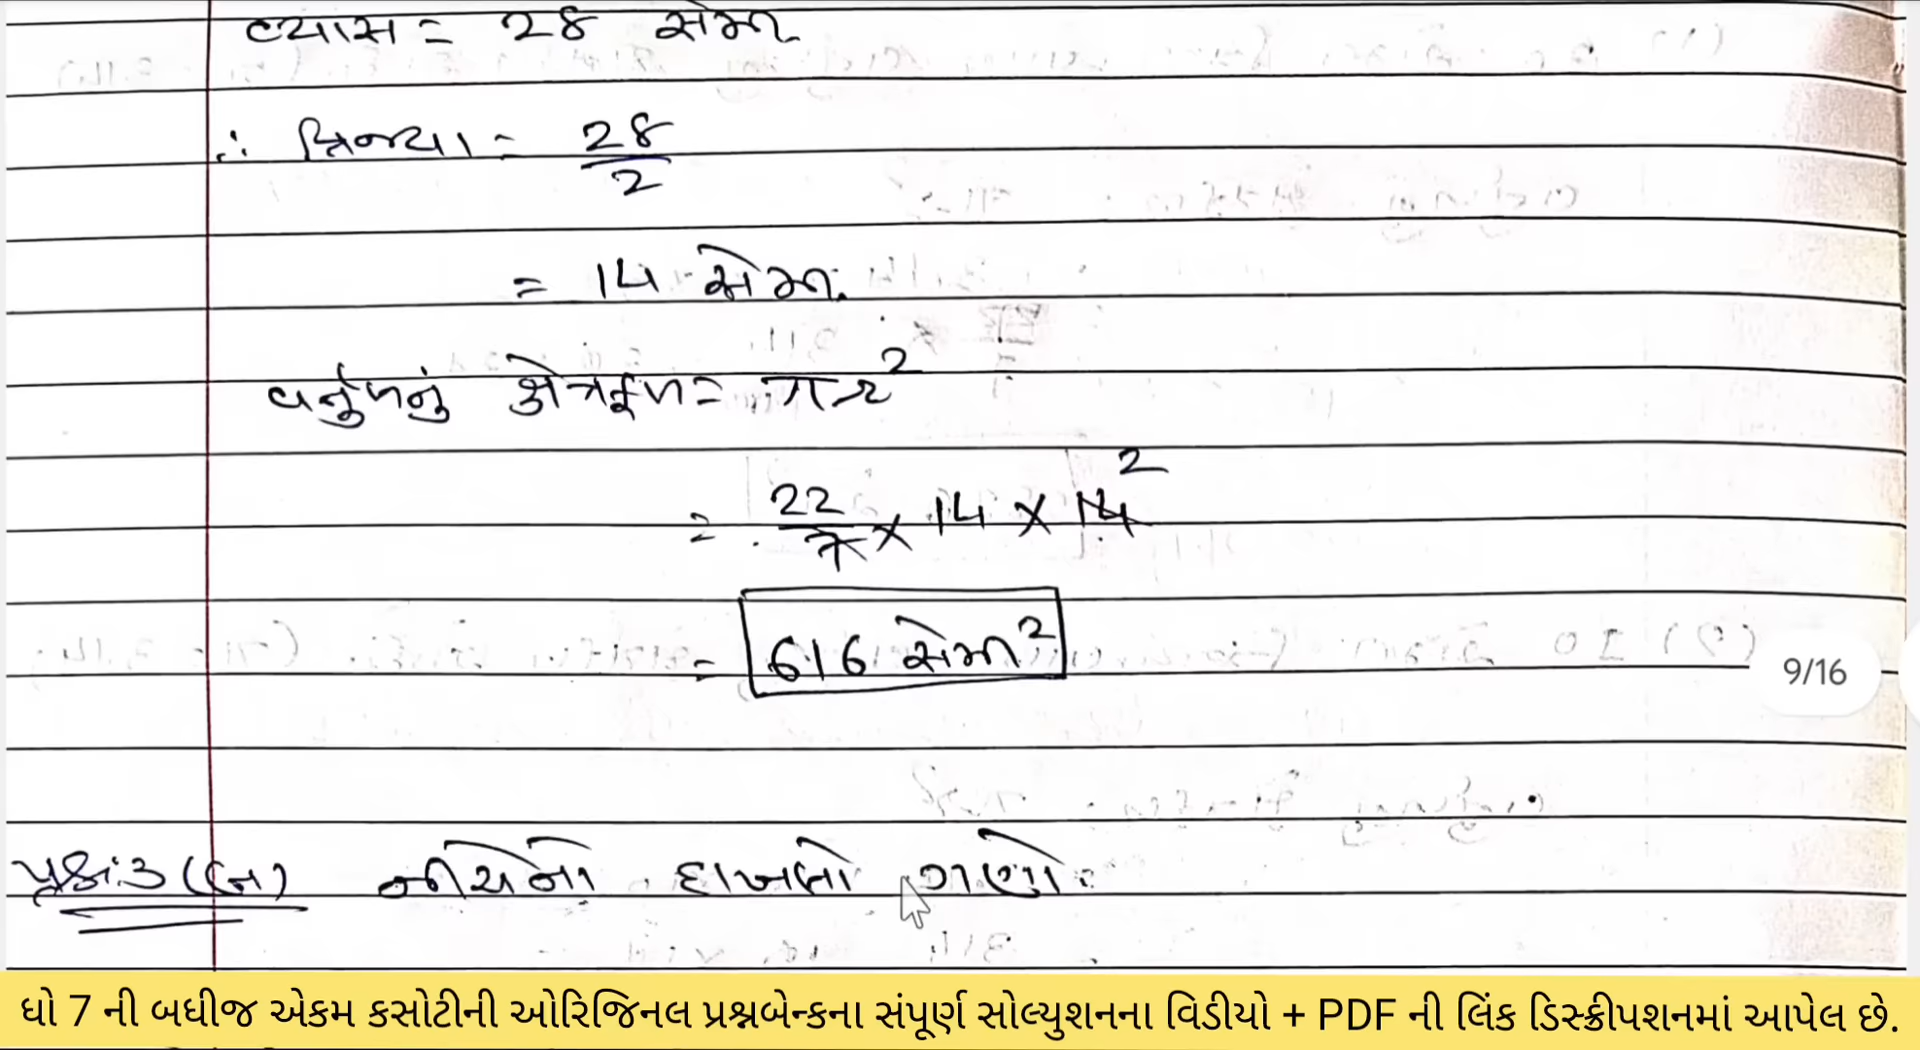 વ્યાસ = 28 સેમી.
∴ ત્રિજ્યા = 28/2
= 14 સેમી.
વર્તુળનું ક્ષેત્રફળ = πr²
= 22/7 × 14 × 14 2
= 616 સેમી²
9/16
પ્રશ્ન:3 (બ) નીચેનો દાખલો ગણો:
ધો 7 ની બધીજ એકમ કસોટીની ઓરિજિનલ પ્રશ્નબેન્કના સંપૂર્ણ સોલ્યુશનના વિડીયો + PDF ની લિંક ડિસ્ક્રીપશનમાં આપેલ છે.